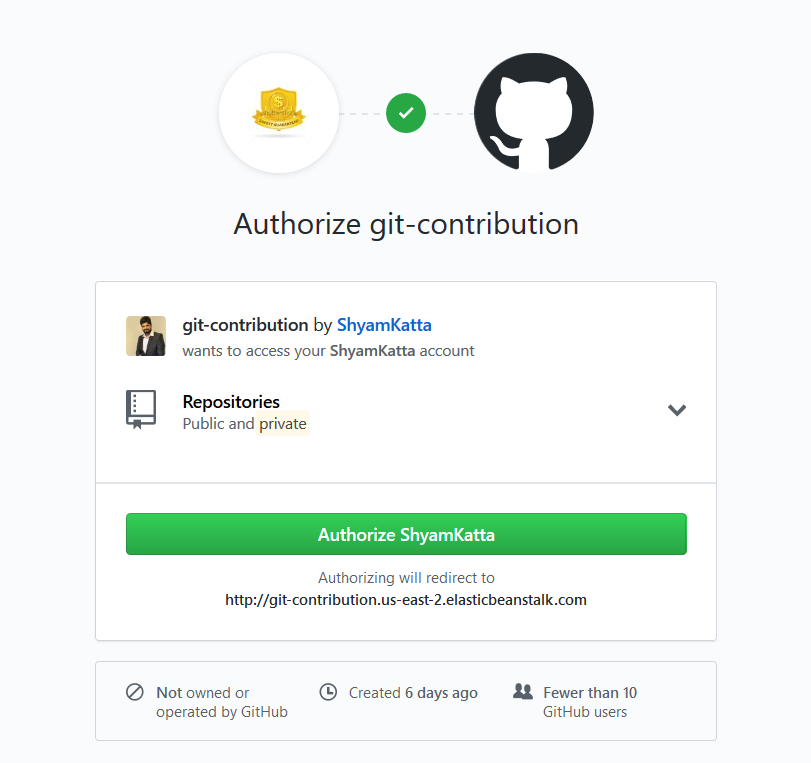 Authorize git-contribution
git-contribution by ShyamKatta
wants to access your ShyamKatta account
Repositories
Public and private
Authorize ShyamKatta
Authorizing will redirect to
http://git-contribution.us-east-2.elasticbeanstalk.com
Not owned or
operated by GitHub
Created 6 days ago
Fewer than 10
GitHub users